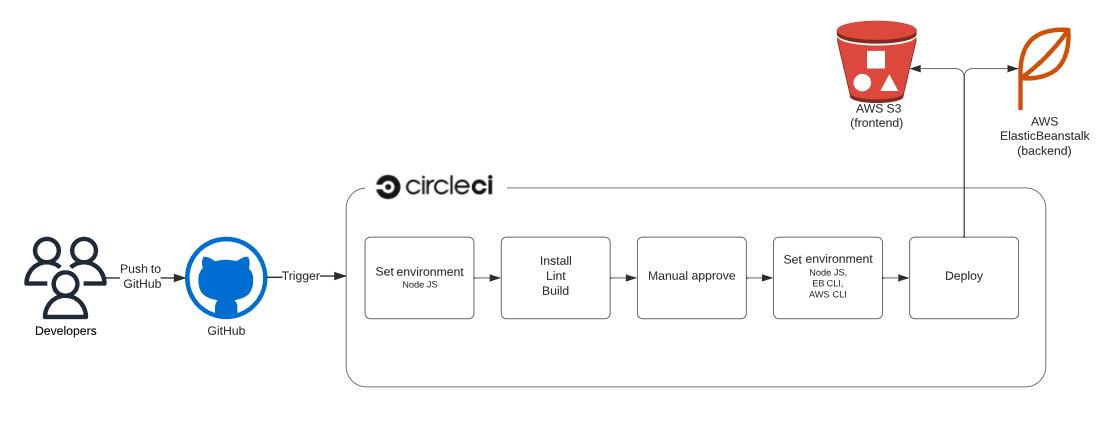 AWS S3
(frontend)
AWS
ElasticBeanstalk
(backend)
circleci
Push to
GitHub
Developers
GitHub
Trigger
Set environment
Node JS
Install
Lint
Build
Manual approve
Set environment
Node JS,
EB CLI,
AWS CLI
Deploy